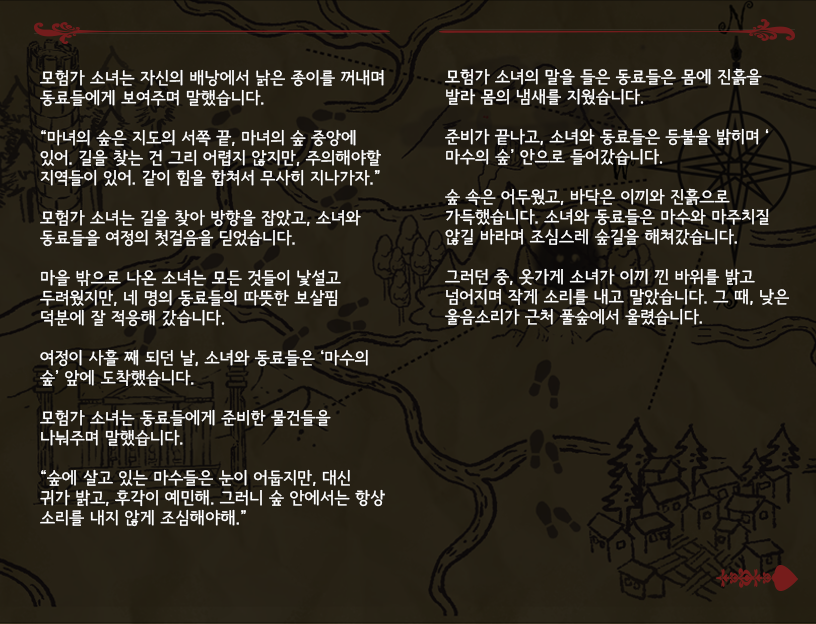 모험가 소녀는 자신의 배낭에서 낡은 종이를 꺼내며
동료들에게 보여주며 말했습니다.
“마녀의 숲은 지도의 서쪽 끝, 마녀의 숲 중앙에
있어. 길을 찾는 건 그리 어렵지 않지만, 주의해야할
지역들이 있어. 같이 힘을 합쳐서 무사히 지나가자.”
모험가 소녀는 길을 찾아 방향을 잡았고, 소녀와
동료들을 여정의 첫걸음을 딛었습니다.
마을 밖으로 나온 소녀는 모든 것들이 낯설고
두려웠지만, 네 명의 동료들의 따뜻한 보살핌
덕분에 잘 적응해 갔습니다.
여정이 사흘 째 되던 날, 소녀와 동료들은 ‘마수의
숲’ 앞에 도착했습니다.
모험가 소녀는 동료들에게 준비한 물건들을
나눠주며 말했습니다.
“숲에 살고 있는 마수들은 눈이 어둡지만, 대신
귀가 밝고, 후각이 예민해. 그러니 숲 안에서는 항상
소리를 내지 않게 조심해야해.”
모험가 소녀의 말을 들은 동료들은 몸에 진흙을
발라 몸의 냄새를 지웠습니다.
준비가 끝나고, 소녀와 동료들은 등불을 밝히며 ‘
마수의 숲’ 안으로 들어갔습니다.
숲 속은 어두웠고, 바닥은 이끼와 진흙으로
가득했습니다. 소녀와 동료들은 마수와 마주치질
않길 바라며 조심스레 숲길을 해쳐갔습니다.
그러던 중, 옷가게 소녀가 이끼 낀 바위를 밝고
넘어지며 작게 소리를 내고 말았습니다. 그 때, 낮은
울음소리가 근처 풀숲에서 울렸습니다.
N
W